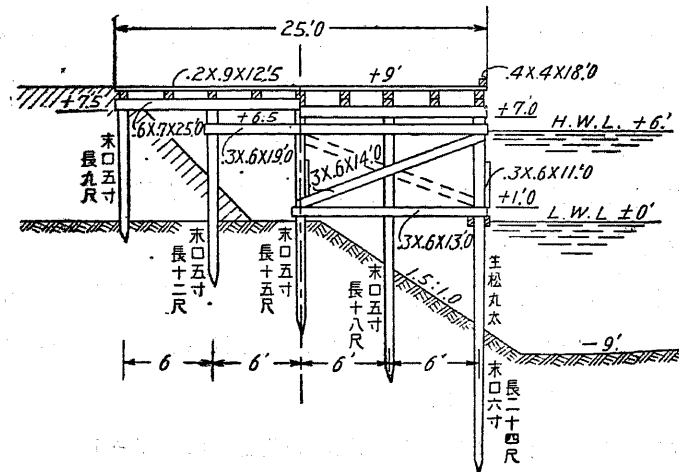 25.'0
.2X.9X12.'5
+9'
.4X.4X18.'0
+7.5'
+6.5
+7.'0
.6X.7X25.'0
H.W.L. +6.'
.3X.6X19.'0
.3X.6X14.'0
.3X.6X11.'0
+1.'0
L.W.L ±0'
.3X.6X13.'0
末口五寸
長九尺
末口五寸
長十二尺
末口五寸
長十五尺
末口五寸
長十八尺
生松丸太
末口六寸
長二十四尺
1.5:1.0
-9.'
6
6'
6'
6'